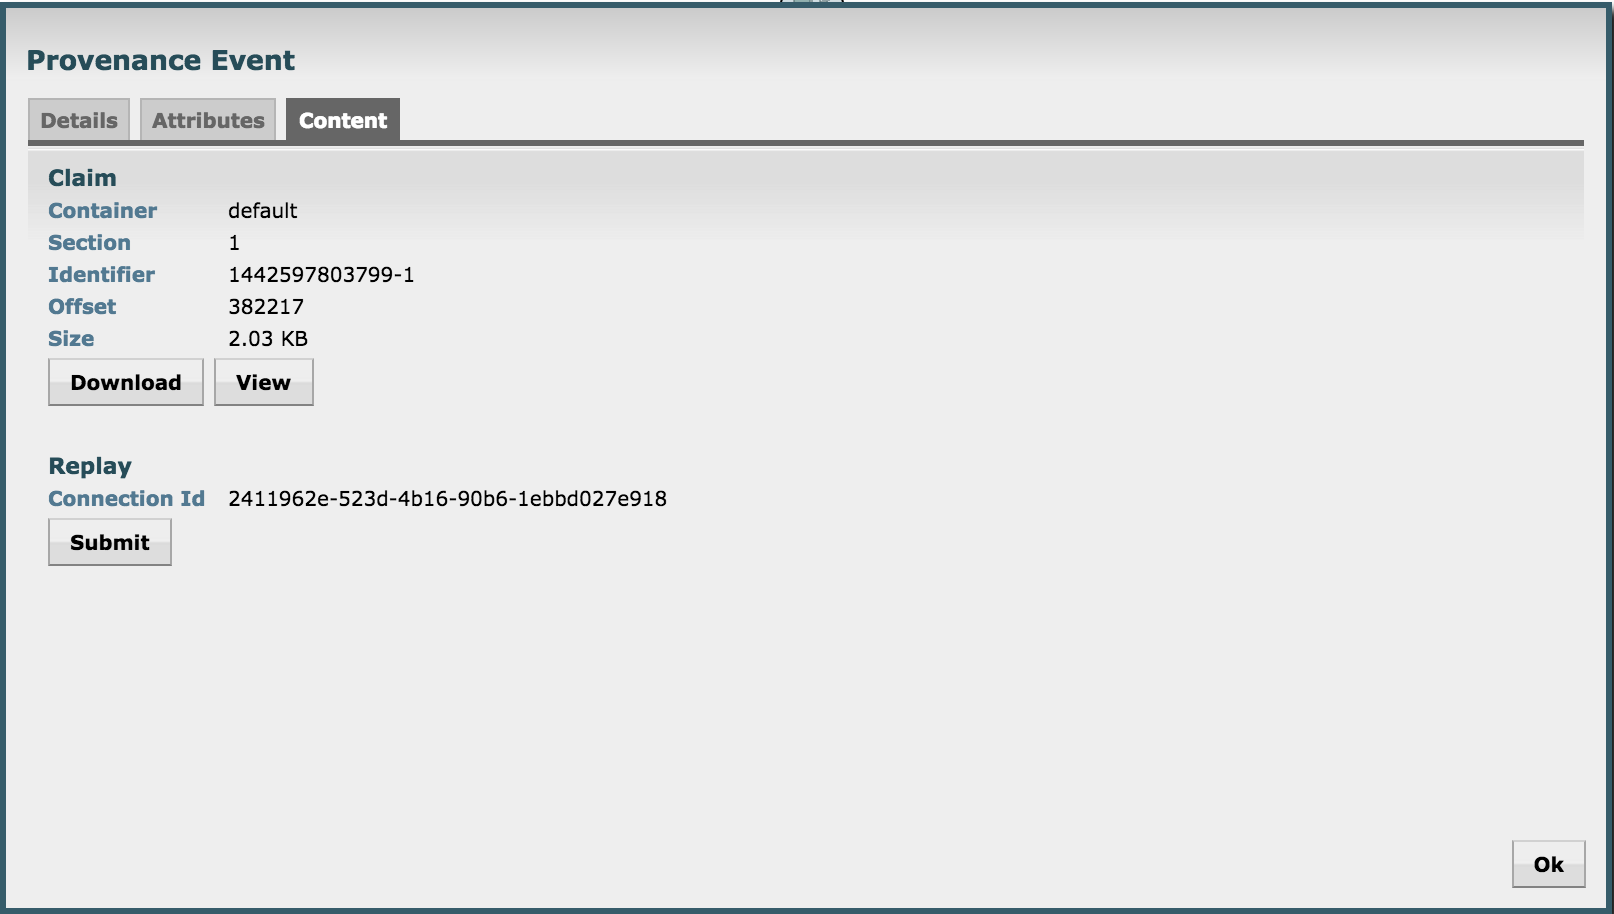 Provenance Event
Details Attributes Content
Claim
Container default
Section 1
Identifier 1442597803799-1
Offset 382217
Size 2.03 KB
Download View
Replay
Connection Id 2411962e-523d-4b16-90b6-1ebbd027e918
Submit
Ok